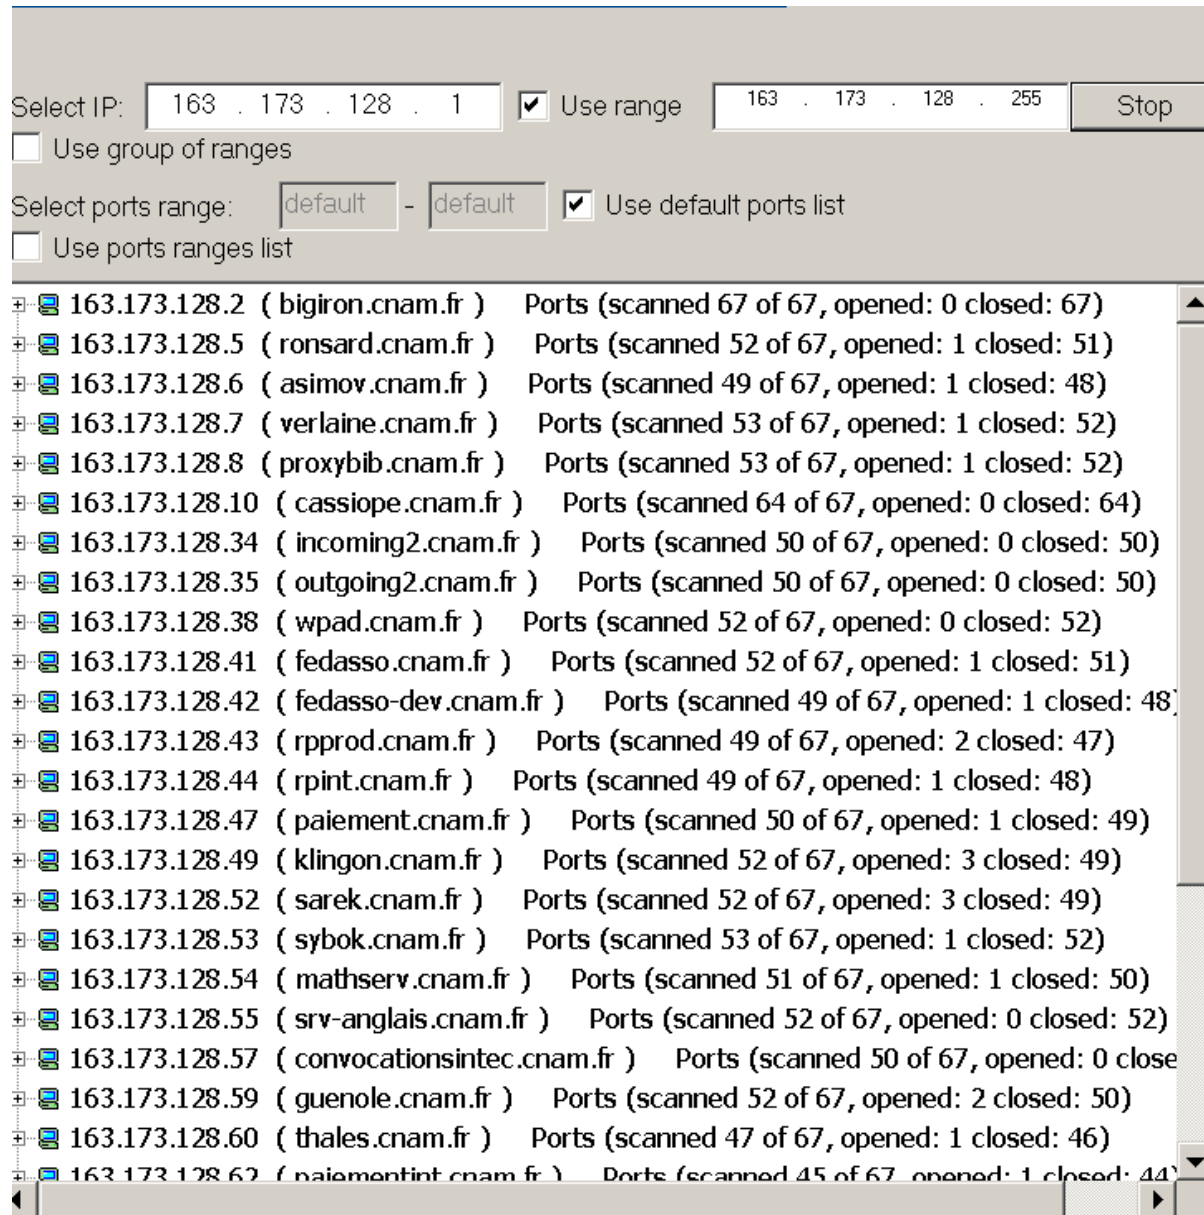 Select IP: 163 . 173 . 128 . 1 Use range 163 . 173 . 128 . 255 Stop
Use group of ranges
Select ports range: default - default Use default ports list
Use ports ranges list
163.173.128.2 ( bigiron.cnam.fr ) Ports (scanned 67 of 67, opened: 0 closed: 67)
163.173.128.5 ( ronsard.cnam.fr ) Ports (scanned 52 of 67, opened: 1 closed: 51)
163.173.128.6 ( asimov.cnam.fr ) Ports (scanned 49 of 67, opened: 1 closed: 48)
163.173.128.7 ( verlaine.cnam.fr ) Ports (scanned 53 of 67, opened: 1 closed: 52)
163.173.128.8 ( proxybib.cnam.fr ) Ports (scanned 53 of 67, opened: 1 closed: 52)
163.173.128.10 ( cassiope.cnam.fr ) Ports (scanned 64 of 67, opened: 0 closed: 64)
163.173.128.34 ( incoming2.cnam.fr ) Ports (scanned 50 of 67, opened: 0 closed: 50)
163.173.128.35 ( outgoing2.cnam.fr ) Ports (scanned 50 of 67, opened: 0 closed: 50)
163.173.128.38 ( wpad.cnam.fr ) Ports (scanned 52 of 67, opened: 0 closed: 52)
163.173.128.41 ( fedasso.cnam.fr ) Ports (scanned 52 of 67, opened: 1 closed: 51)
163.173.128.42 ( fedasso-dev.cnam.fr ) Ports (scanned 49 of 67, opened: 1 closed: 48)
163.173.128.43 ( rpprod.cnam.fr ) Ports (scanned 49 of 67, opened: 2 closed: 47)
163.173.128.44 ( rpint.cnam.fr ) Ports (scanned 49 of 67, opened: 1 closed: 48)
163.173.128.47 ( paiement.cnam.fr ) Ports (scanned 50 of 67, opened: 1 closed: 49)
163.173.128.49 ( klingon.cnam.fr ) Ports (scanned 52 of 67, opened: 3 closed: 49)
163.173.128.52 ( sarek.cnam.fr ) Ports (scanned 52 of 67, opened: 3 closed: 49)
163.173.128.53 ( sybok.cnam.fr ) Ports (scanned 53 of 67, opened: 1 closed: 52)
163.173.128.54 ( mathserv.cnam.fr ) Ports (scanned 51 of 67, opened: 1 closed: 50)
163.173.128.55 ( srv-anglais.cnam.fr ) Ports (scanned 52 of 67, opened: 0 closed: 52)
163.173.128.57 ( convocationsintec.cnam.fr ) Ports (scanned 50 of 67, opened: 0 close
163.173.128.59 ( guenole.cnam.fr ) Ports (scanned 52 of 67, opened: 2 closed: 50)
163.173.128.60 ( thales.cnam.fr ) Ports (scanned 47 of 67, opened: 1 closed: 46)
163.173.128.62 ( paiementint.cnam.fr ) Ports (scanned 45 of 67, opened: 1 closed: 44)